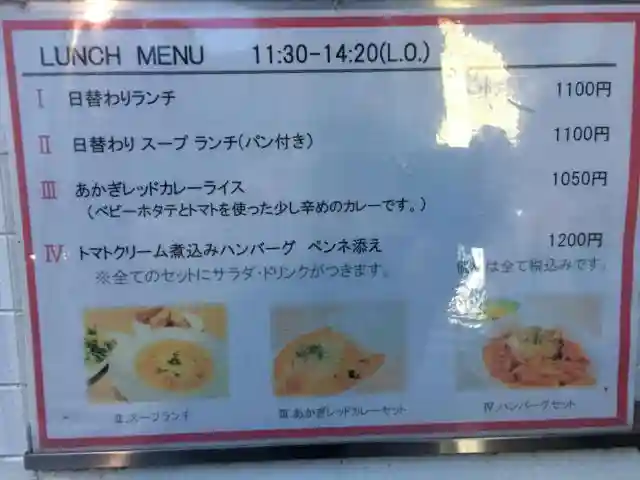 LUNCH MENU 11:30-14:20(L.O.)
Ⅰ 日替わりランチ 1100円
Ⅱ 日替わり スープ ランチ(パン付き) 1100円
Ⅲ あかぎレッドカレーライス 1050円
(ベビーホタテとトマトを使った少し辛めのカレーです。)
Ⅳ トマトクリーム煮込みハンバーグ ペンネ添え 1200円
※全てのセットにサラダ・ドリンクがつきます。 は全て税込みです。
Ⅱ.スープランチ Ⅲ.あかぎレッドカレーセット Ⅳ.ハンバーグセット